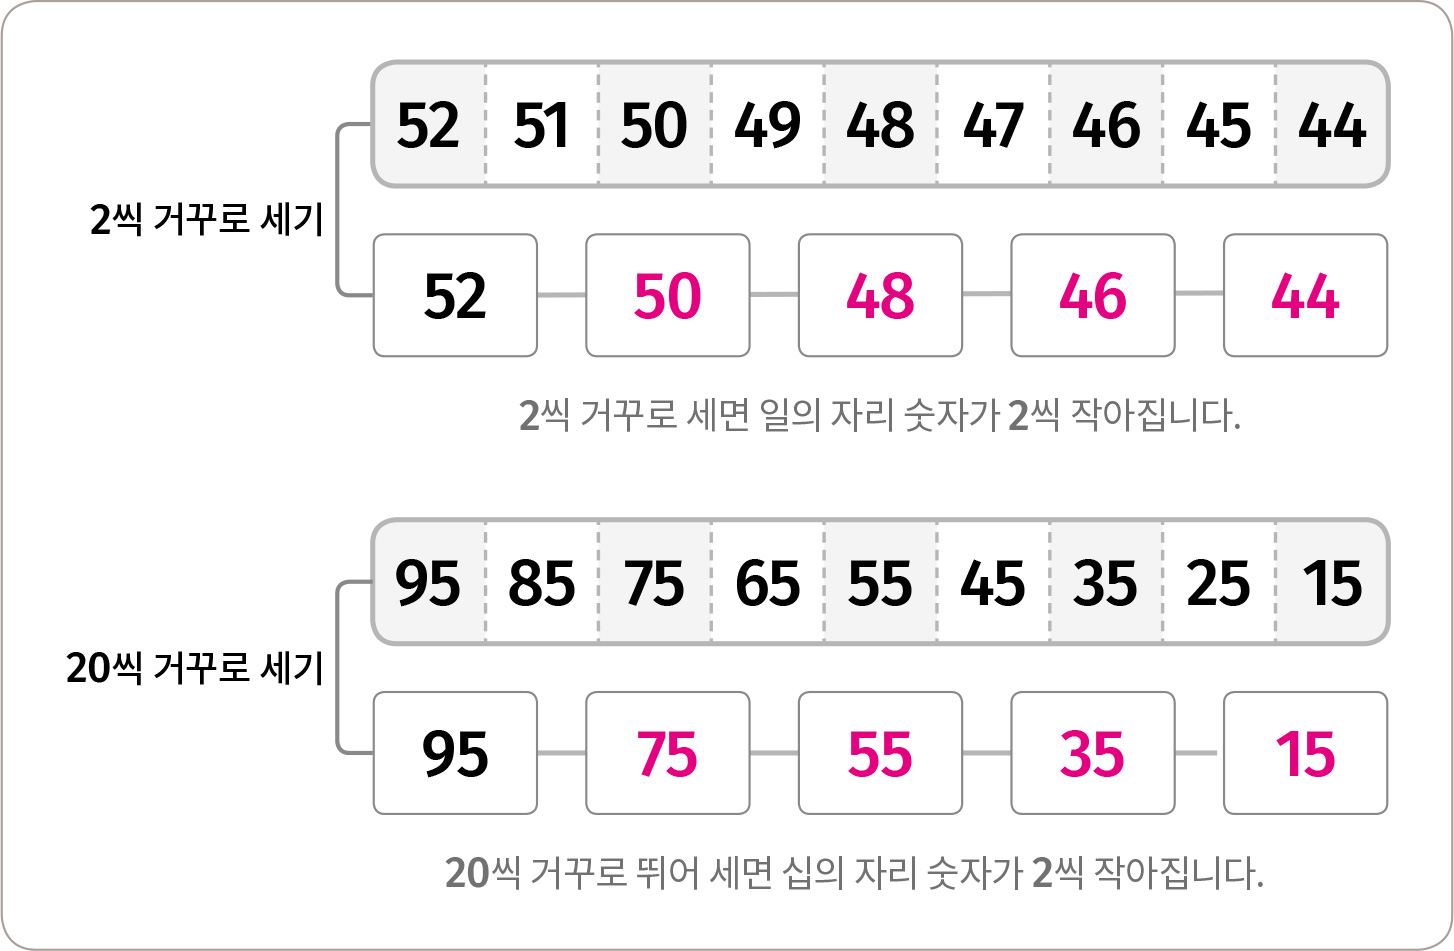 52 51 50 49 48 47 46 45 44
2씩 거꾸로 세기
52 50 48 46 44
2씩 거꾸로 세면 일의 자리 숫자가 2씩 작아집니다.
95 85 75 65 55 45 35 25 15
20씩 거꾸로 세기
95 75 55 35 15
20씩 거꾸로 뛰어 세면 십의 자리 숫자가 2씩 작아집니다.